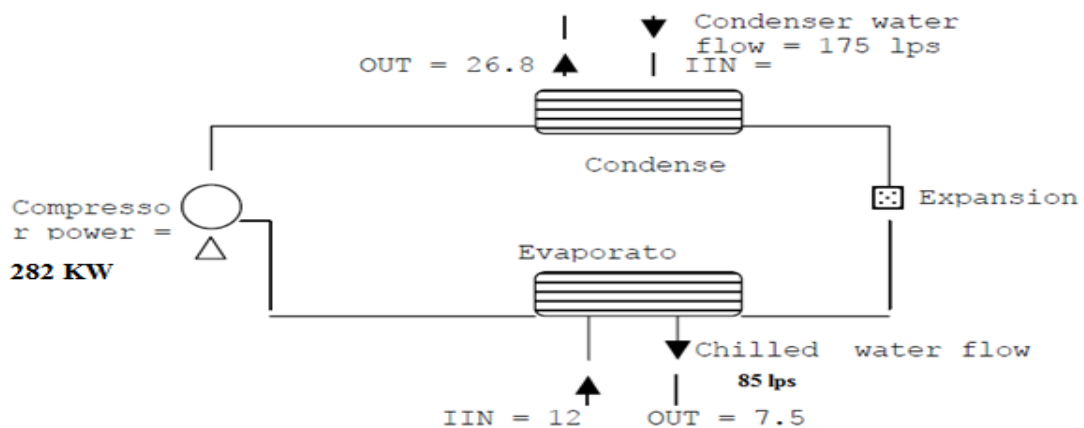 Condenser water
flow = 175 lps
OUT = 26.8
IIN =
Condense
Compresso
r power =
282 KW
Expansion
Evaporato
Chilled water flow
85 lps
IIN = 12
OUT = 7.5